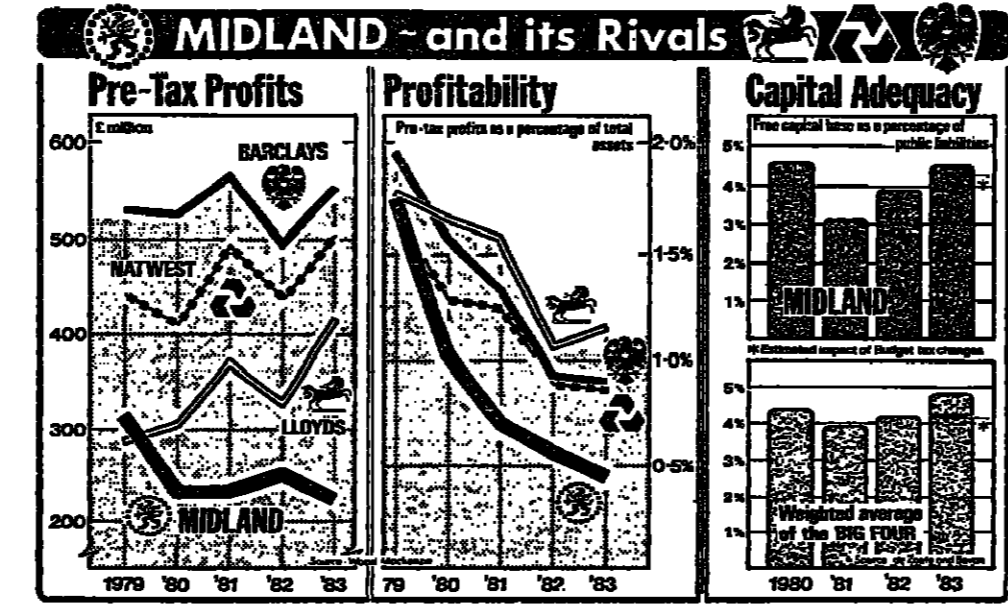 MIDLAND - and its Rivals
Pre-Tax Profits
£ million
600
500
400
300
200
BARCLAYS
NATWEST
LLOYDS
MIDLAND
1979 '80 '81 '82 '83
Profitability
Pre-tax profits as a percentage of total
assets
2·0%
1·5%
1·0%
0·5%
79 '80 '81 '82. '83
Capital Adequacy
Free capital base as a percentage of
public liabilities
5%
4%
3%
2%
1%
*
MIDLAND
* Estimated impact of Budget tax changes
5%
4%
3%
2%
1%
*
Weighted average
of the BIG FOUR
1980 '81 '82 '83